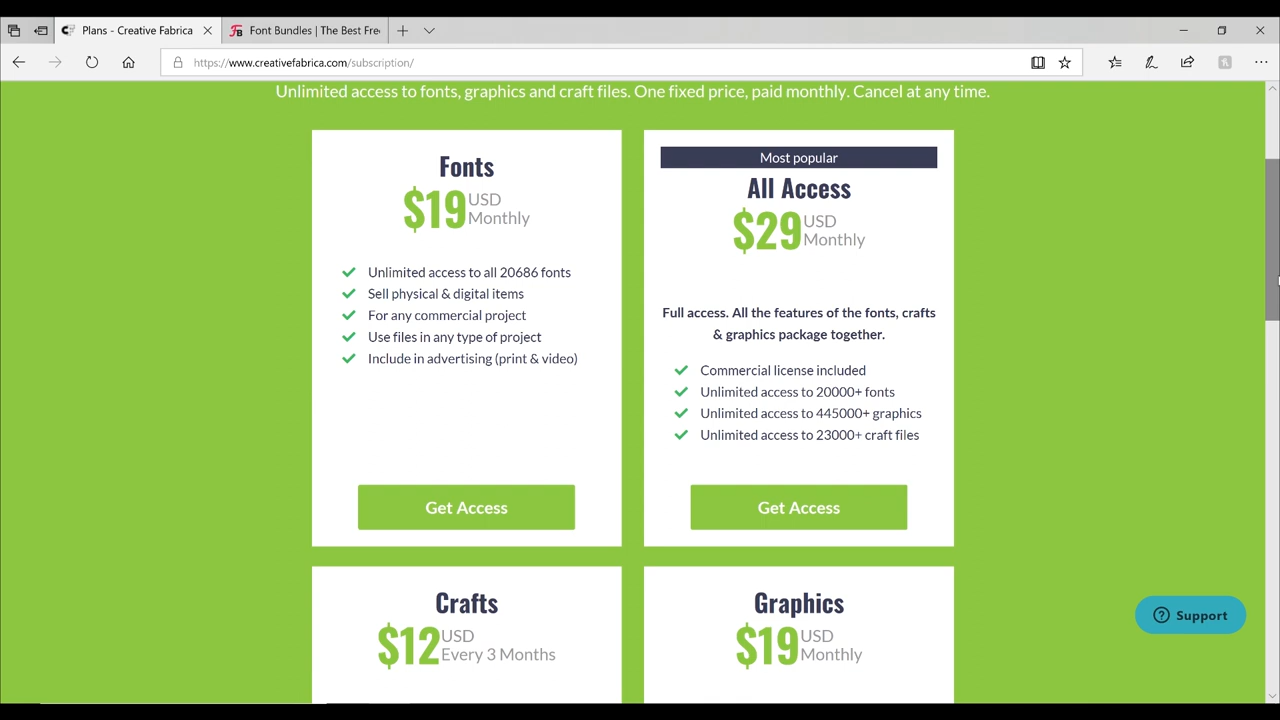 Plans - Creative Fabrica
Font Bundles | The Best Fre
https://www.creativefabrica.com/subscription/
Unlimited access to fonts, graphics and craft files. One fixed price, paid monthly. Cancel at any time.
Fonts
$19 USD
Monthly
Unlimited access to all 20686 fonts
Sell physical & digital items
For any commercial project
Use files in any type of project
Include in advertising (print & video)
Get Access
Most popular
All Access
$29 USD
Monthly
Full access. All the features of the fonts, crafts
& graphics package together.
Commercial license included
Unlimited access to 20000+ fonts
Unlimited access to 445000+ graphics
Unlimited access to 23000+ craft files
Get Access
Crafts
$12 USD
Every 3 Months
Graphics
$19 USD
Monthly
Support